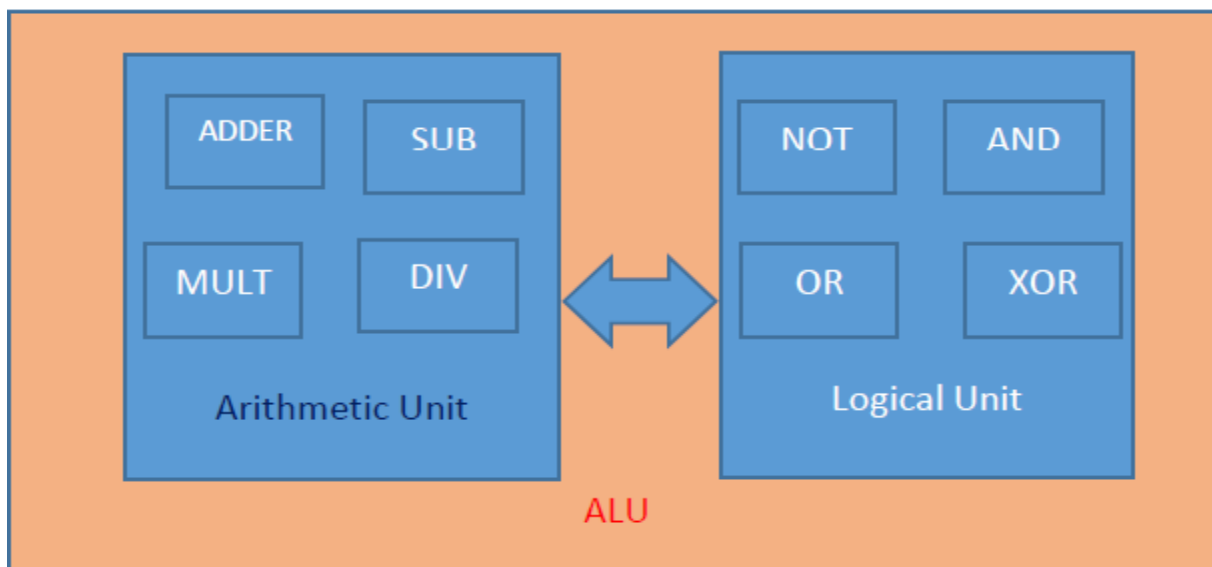 ADDER
SUB
MULT
DIV
Arithmetic Unit
NOT
AND
OR
XOR
Logical Unit
ALU